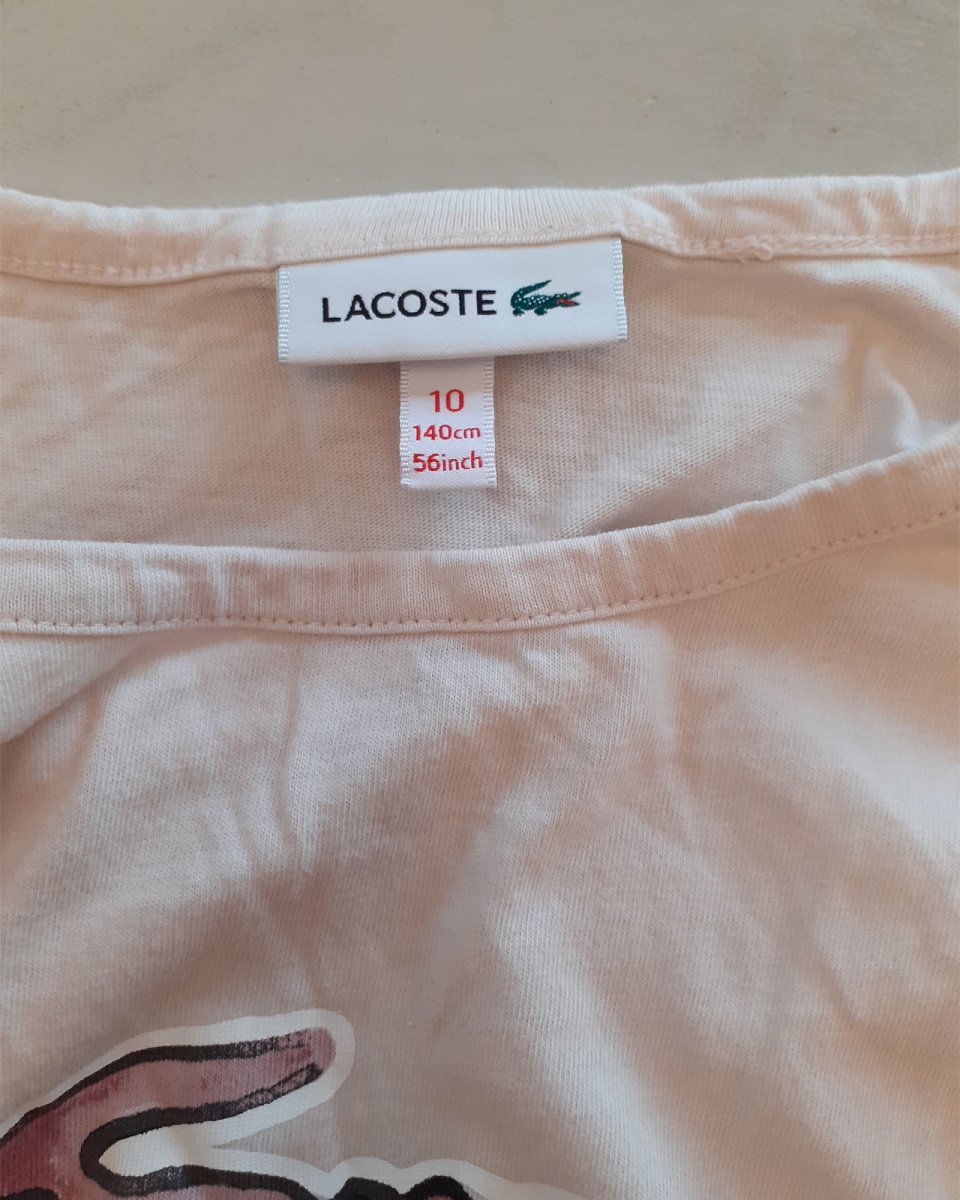 LACOSTE
10
140cm
56inch